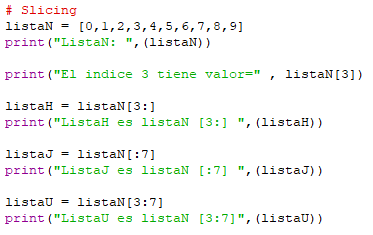 # Slicing
listaN = [0,1,2,3,4,5,6,7,8,9]
print("ListaN: ",(listaN))
print("El indice 3 tiene valor=" , listaN[3])
listaH = listaN[3:]
print("ListaH es listaN [3:] ",(listaH))
listaJ = listaN[:7]
print("ListaJ es listaN [:7] ",(listaJ))
listaU = listaN[3:7]
print("ListaU es listaN [3:7]",(listaU))